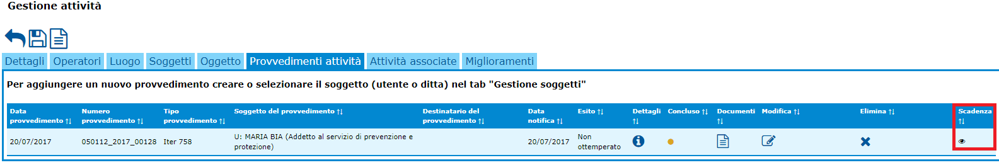 Gestione attività
Dettagli Operatori Luogo Soggetti Oggetto Provvedimenti attività Attività associate Miglioramenti
Per aggiungere un nuovo provvedimento creare o selezionare il soggetto (utente o ditta) nel tab "Gestione soggetti"
Data provvedimento ↑↓
Numero provvedimento ↑↓
Tipo provvedimento ↑↓
Soggetto del provvedimento ↑↓
Destinatario del provvedimento ↑↓
Data notifica ↑↓
Esito ↑↓
Dettagli ↑↓
Concluso ↑↓
Documenti ↑↓
Modifica ↑↓
Elimina ↑↓
Scadenza ↑↓
20/07/2017
050112_2017_00128
Iter 758
U: MARIA BIA (Addetto al servizio di prevenzione e
protezione)
20/07/2017
Non
ottemperato